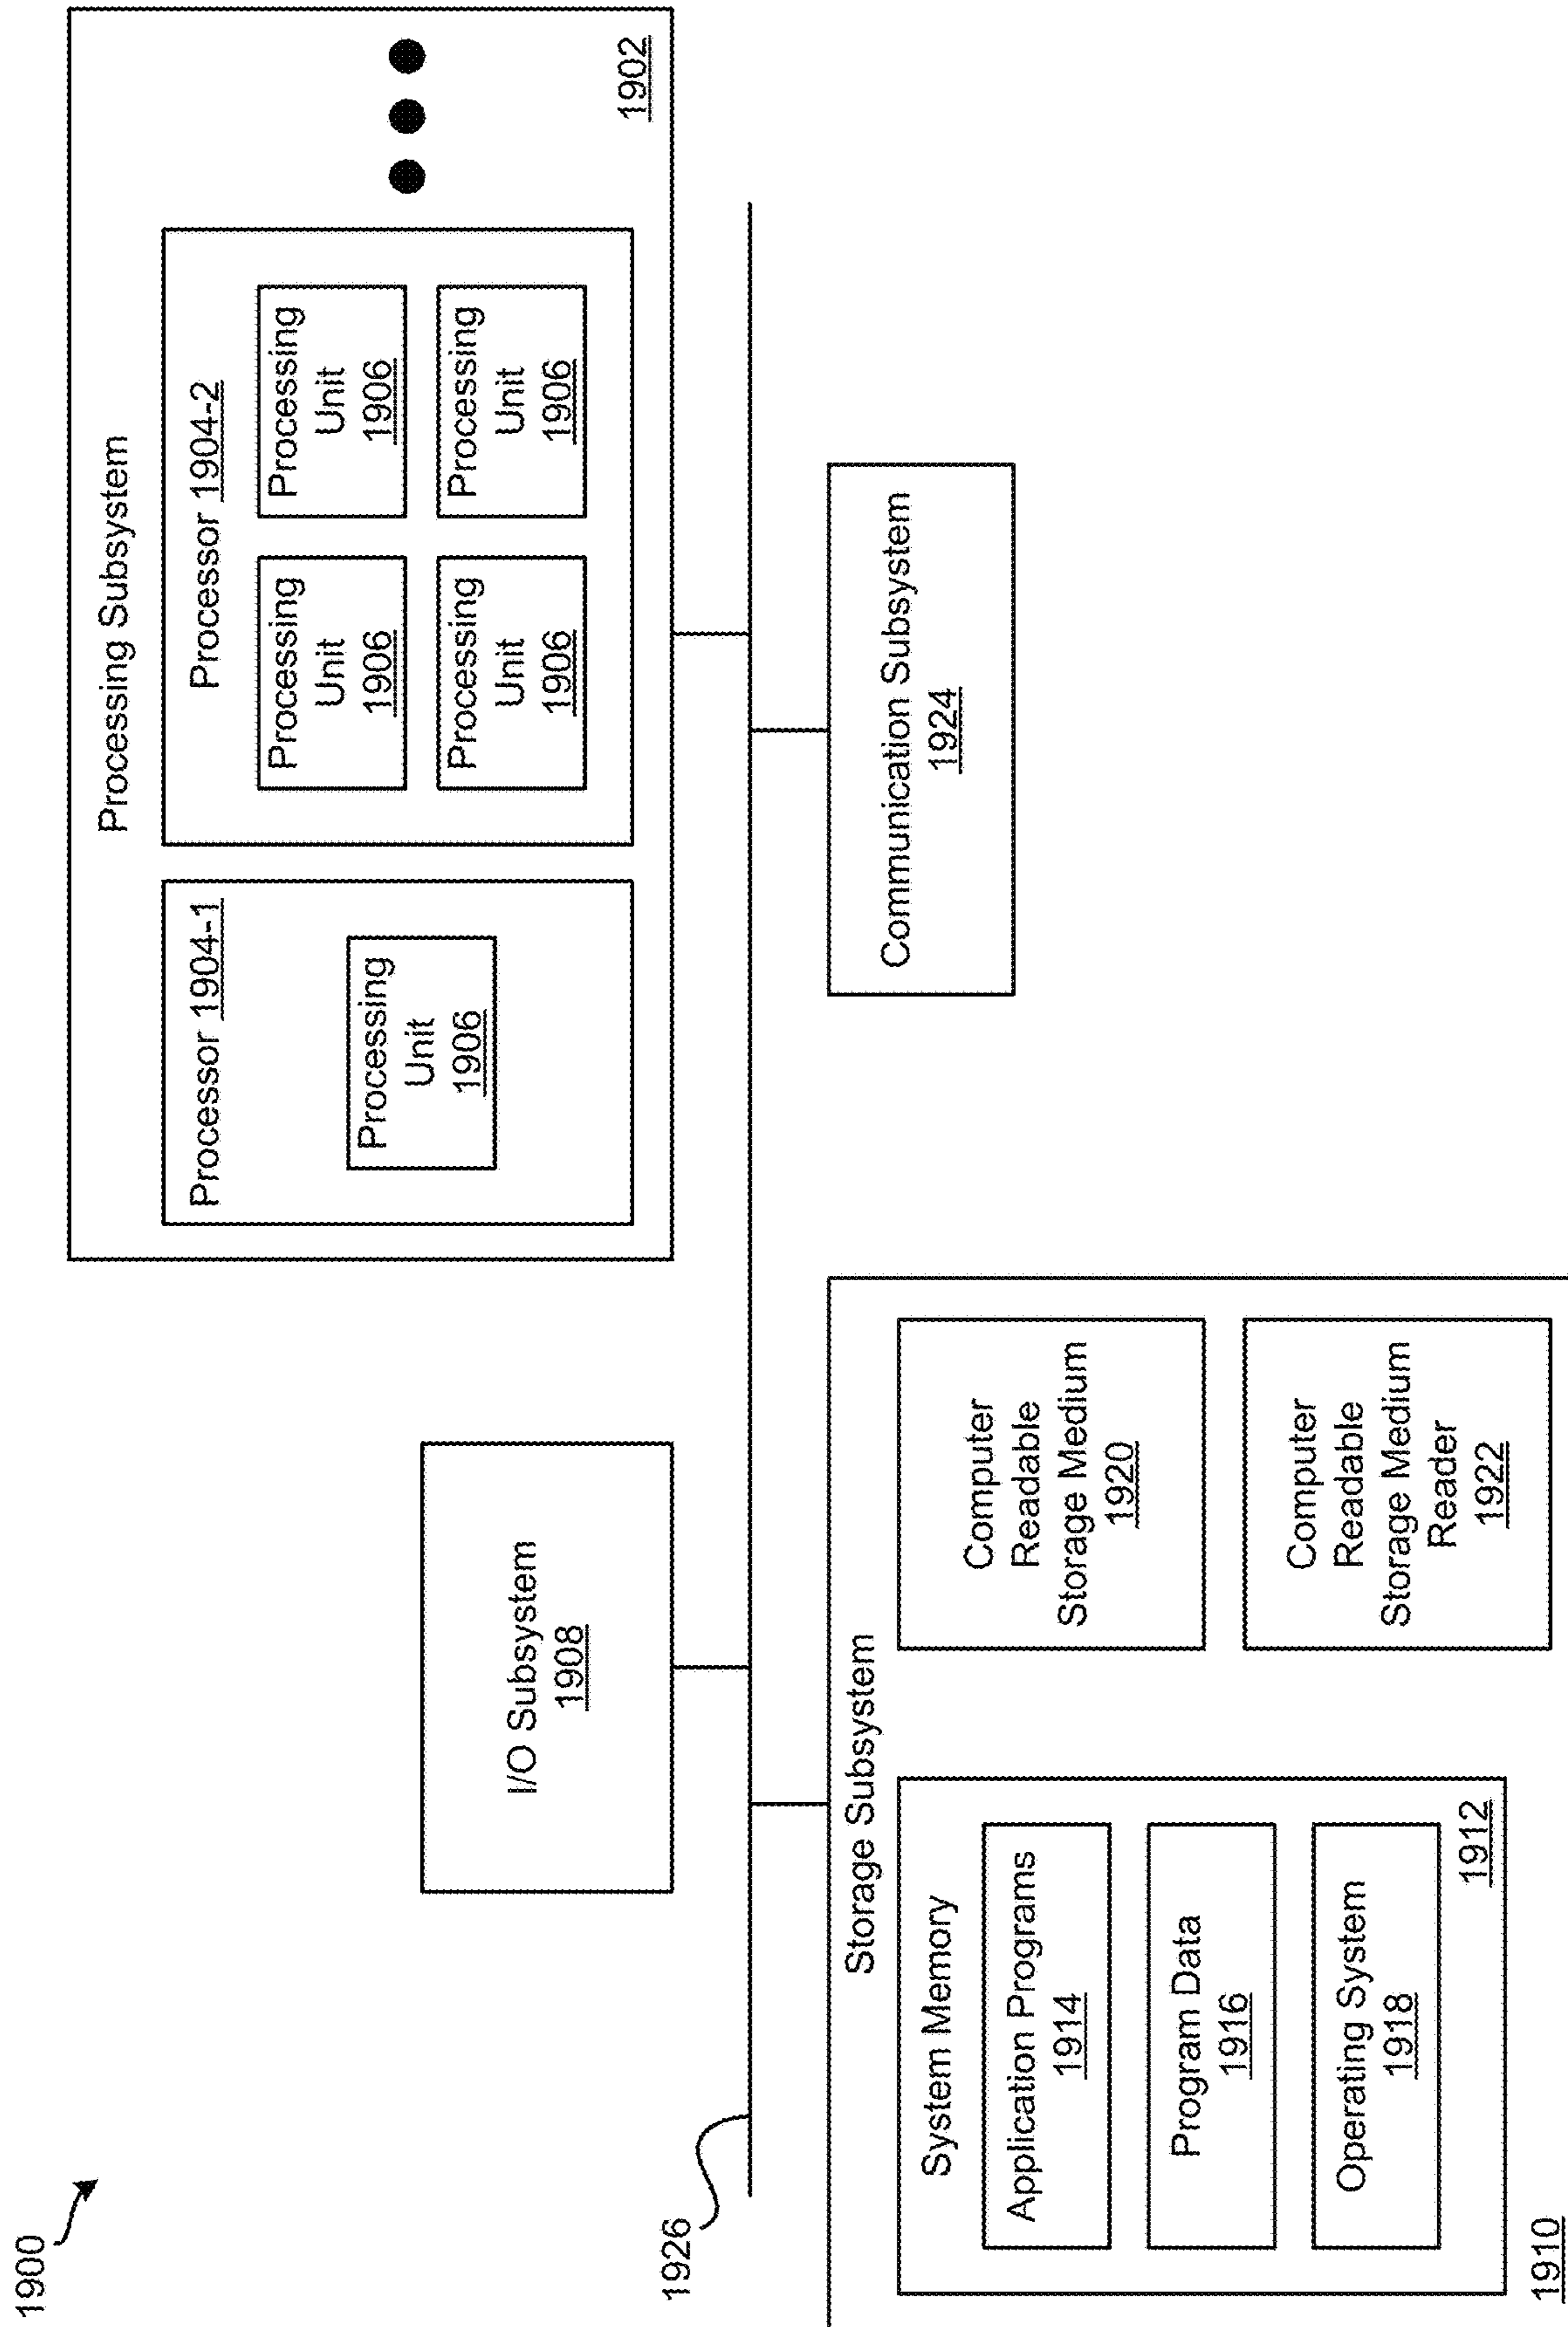 1900
Processing Subsystem
Processor 1904-1
Processing
Unit
1906
Processor 1904-2
Processing
Unit
1906
Processing
Unit
1906
Processing
Unit
1906
Processing
Unit
1906
1902
I/O Subsystem
1908
1926
Storage Subsystem
System Memory
Application Programs
1914
Program Data
1916
Operating System
1918
1912
Computer
Readable
Storage Medium
1920
Computer
Readable
Storage Medium
Reader
1922
1910
Communication Subsystem
1924